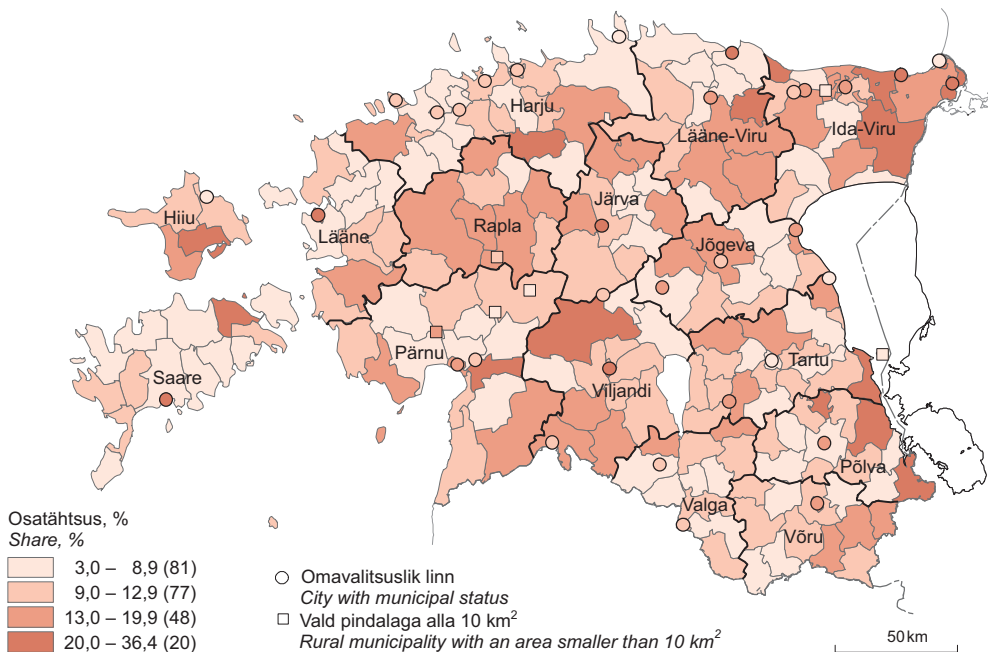 Harju
Lääne-Viru
Ida-Viru
Hiiu
Lääne
Rapla
Järva
Jõgeva
Saare
Pärnu
Viljandi
Tartu
Põlva
Valga
Võru
Osatähtsus, %
Share, %
3,0 – 8,9 (81)
9,0 – 12,9 (77)
13,0 – 19,9 (48)
20,0 – 36,4 (20)
Omavalitsuslik linn
City with municipal status
Vald pindalaga alla 10 km²
Rural municipality with an area smaller than 10 km²
50 km